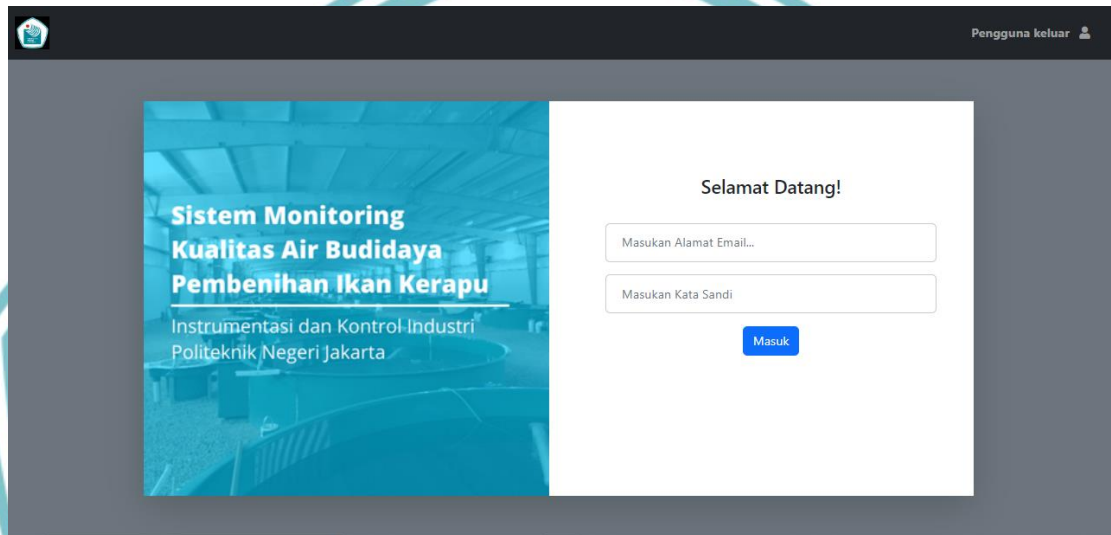 Pengguna keluar
Sistem Monitoring
Kualitas Air Budidaya
Pembenihan Ikan Kerapu
Instrumentasi dan Kontrol Industri
Politeknik Negeri Jakarta
Selamat Datang!
Masukan Alamat Email...
Masukan Kata Sandi
Masuk